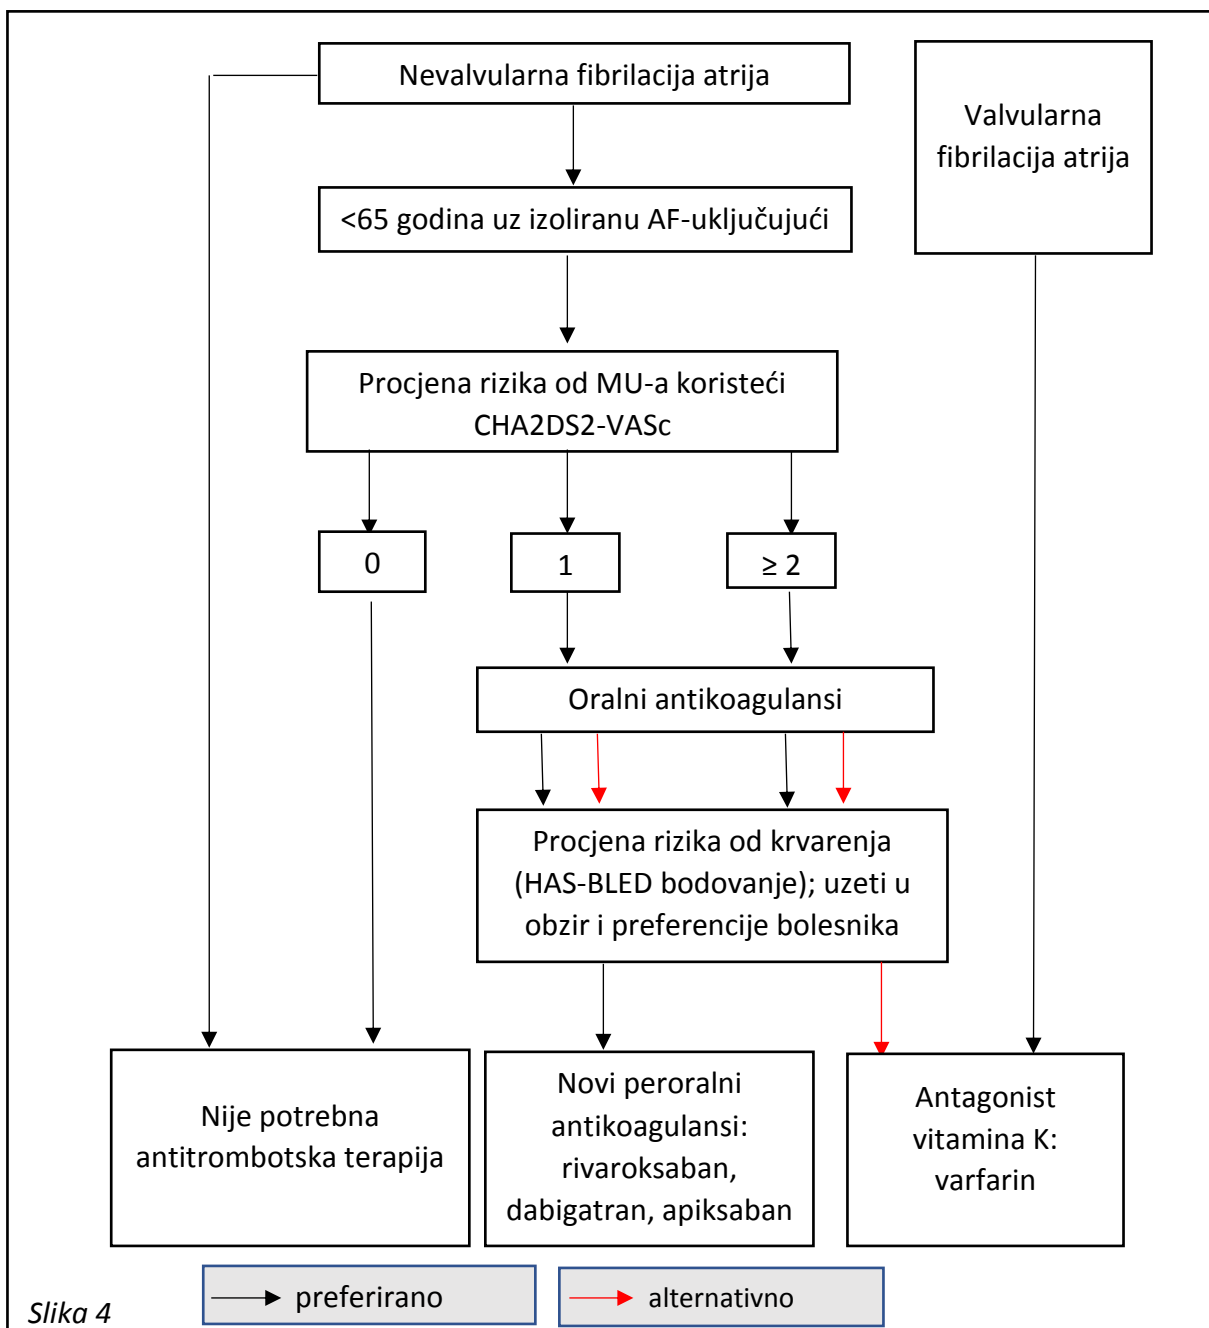 Nevalvularna fibrilacija atrija
Valvularna
fibrilacija atrija
<65 godina uz izoliranu AF-uključujući
Procjena rizika od MU-a koristeći
CHA2DS2-VASc
0
1
≥ 2
Oralni antikoagulansi
Procjena rizika od krvarenja
(HAS-BLED bodovanje); uzeti u
obzir i preferencije bolesnika
Nije potrebna
antitrombotska terapija
Novi peroralni
antikoagulansi:
rivaroksaban,
dabigatran, apiksaban
Antagonist
vitamina K:
varfarin
preferirano
alternativno
Slika 4